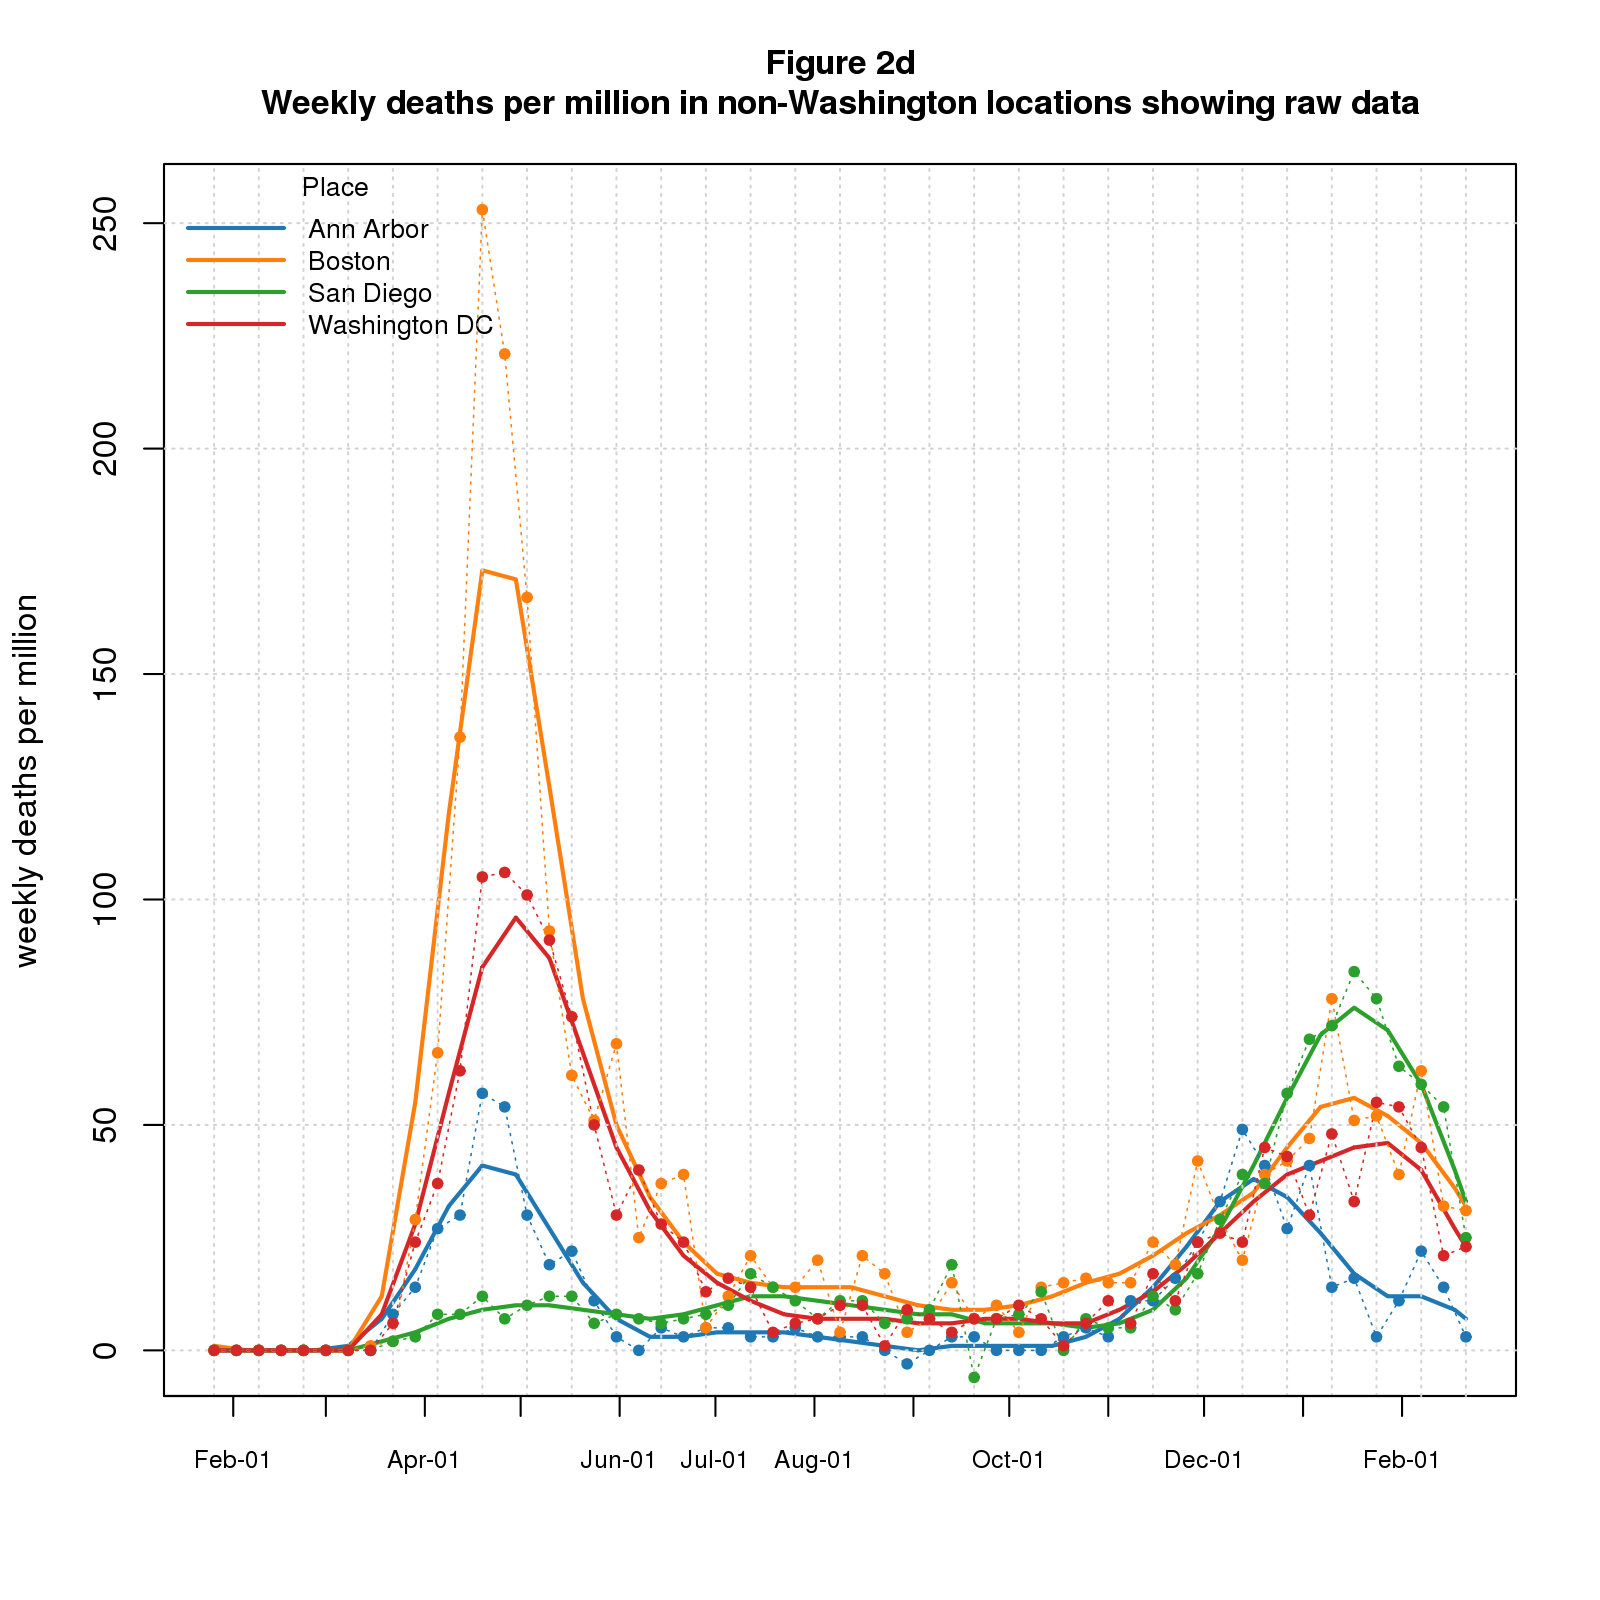 Figure 2d
Weekly deaths per million in non-Washington locations showing raw data
Place
Ann Arbor
Boston
San Diego
Washington DC
weekly deaths per million
250
200
150
100
50
0
Feb-01 Apr-01 Jun-01 Jul-01 Aug-01 Oct-01 Dec-01 Feb-01